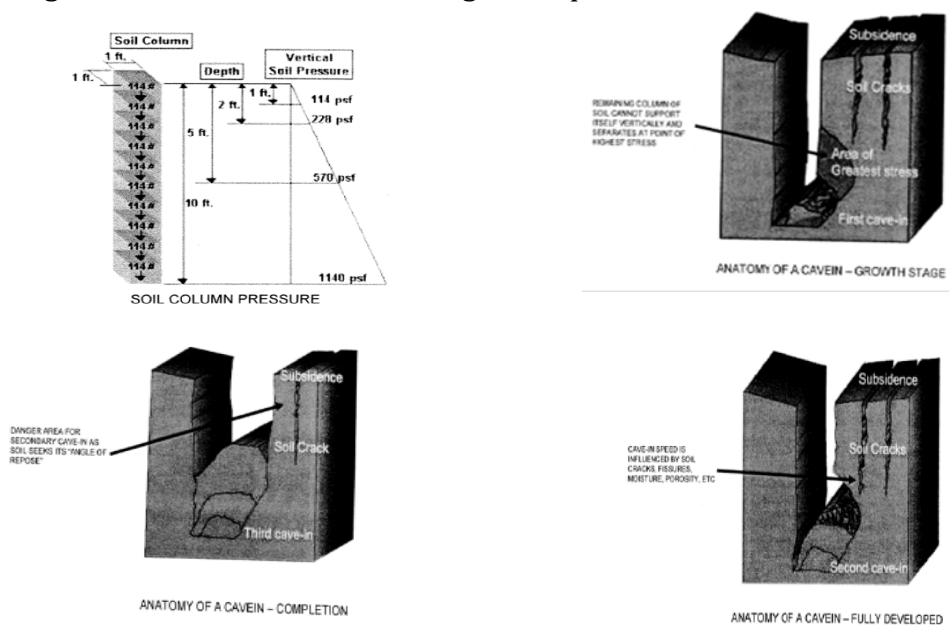 Soil Column
1 ft.
1 ft.
Depth
Vertical
Soil Pressure
1 ft.
2 ft.
5 ft.
10 ft.
114 psf
228 psf
570 psf
1140 psf
114#
114#
114#
114#
114#
114#
114#
114#
114#
114#
SOIL COLUMN PRESSURE
Subsidence
Soil Cracks
REMAINING COLUMN OF
SOIL CANNOT SUPPORT
ITSELF VERTICALLY AND
SEPARATES AT POINT OF
HIGHEST STRESS
Area of
Greatest stress
First cave-in
ANATOMY OF A CAVEIN – GROWTH STAGE
Subsidence
DANGER AREA FOR
SECONDARY CAVE-IN AS
SOIL SEEKS ITS "ANGLE OF
REPOSE"
Soil Crack
Third cave-in
ANATOMY OF A CAVEIN – COMPLETION
Subsidence
Soil Cracks
CAVE-IN SPEED IS
INFLUENCED BY SOIL
CRACKS, FISSURES,
MOISTURE, POROSITY, ETC
Second cave-in
ANATOMY OF A CAVEIN – FULLY DEVELOPED